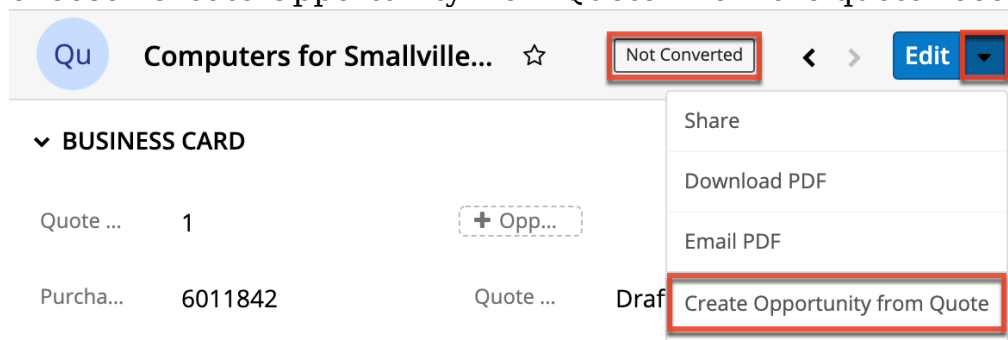 Qu Computers for Smallville... Not Converted Edit
Share
BUSINESS CARD
Download PDF
Quote ... 1 Opp...
Email PDF
Purcha... 6011842 Quote ... Draf
Create Opportunity from Quote